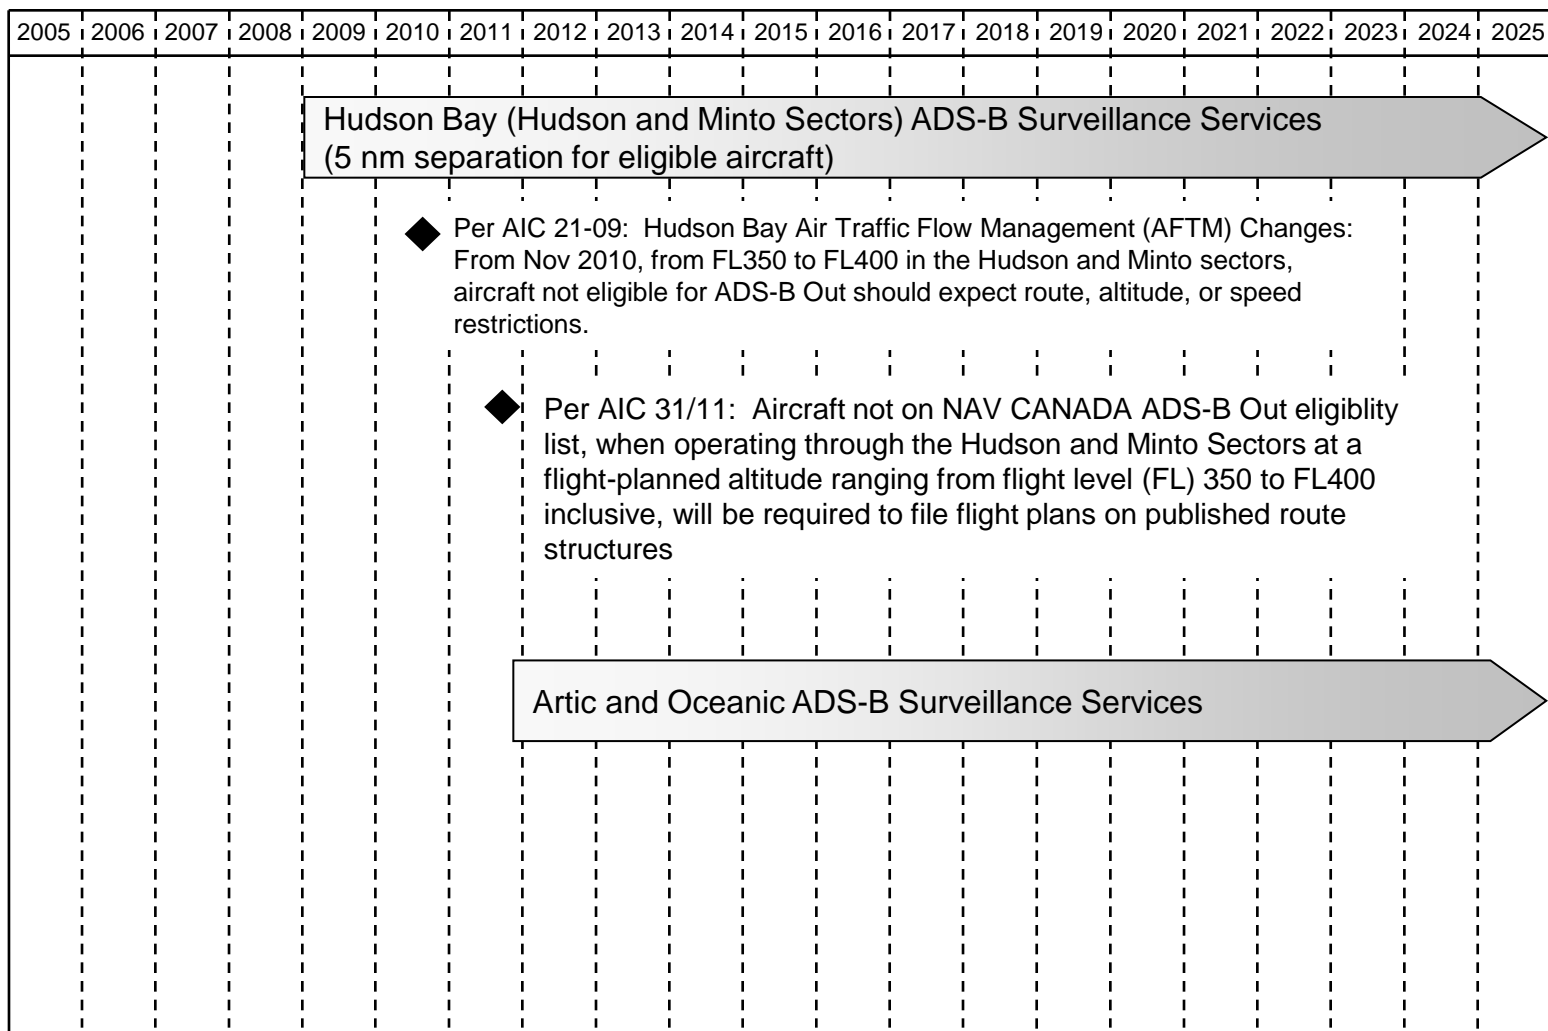 2005 2006 2007 2008 2009 2010 2011 2012 2013 2014 2015 2016 2017 2018 2019 2020 2021 2022 2023 2024 2025
Hudson Bay (Hudson and Minto Sectors) ADS-B Surveillance Services
(5 nm separation for eligible aircraft)
Per AIC 21-09: Hudson Bay Air Traffic Flow Management (AFTM) Changes:
From Nov 2010, from FL350 to FL400 in the Hudson and Minto sectors,
aircraft not eligible for ADS-B Out should expect route, altitude, or speed
restrictions.
Per AIC 31/11: Aircraft not on NAV CANADA ADS-B Out eligiblity
list, when operating through the Hudson and Minto Sectors at a
flight-planned altitude ranging from flight level (FL) 350 to FL400
inclusive, will be required to file flight plans on published route
structures
Artic and Oceanic ADS-B Surveillance Services